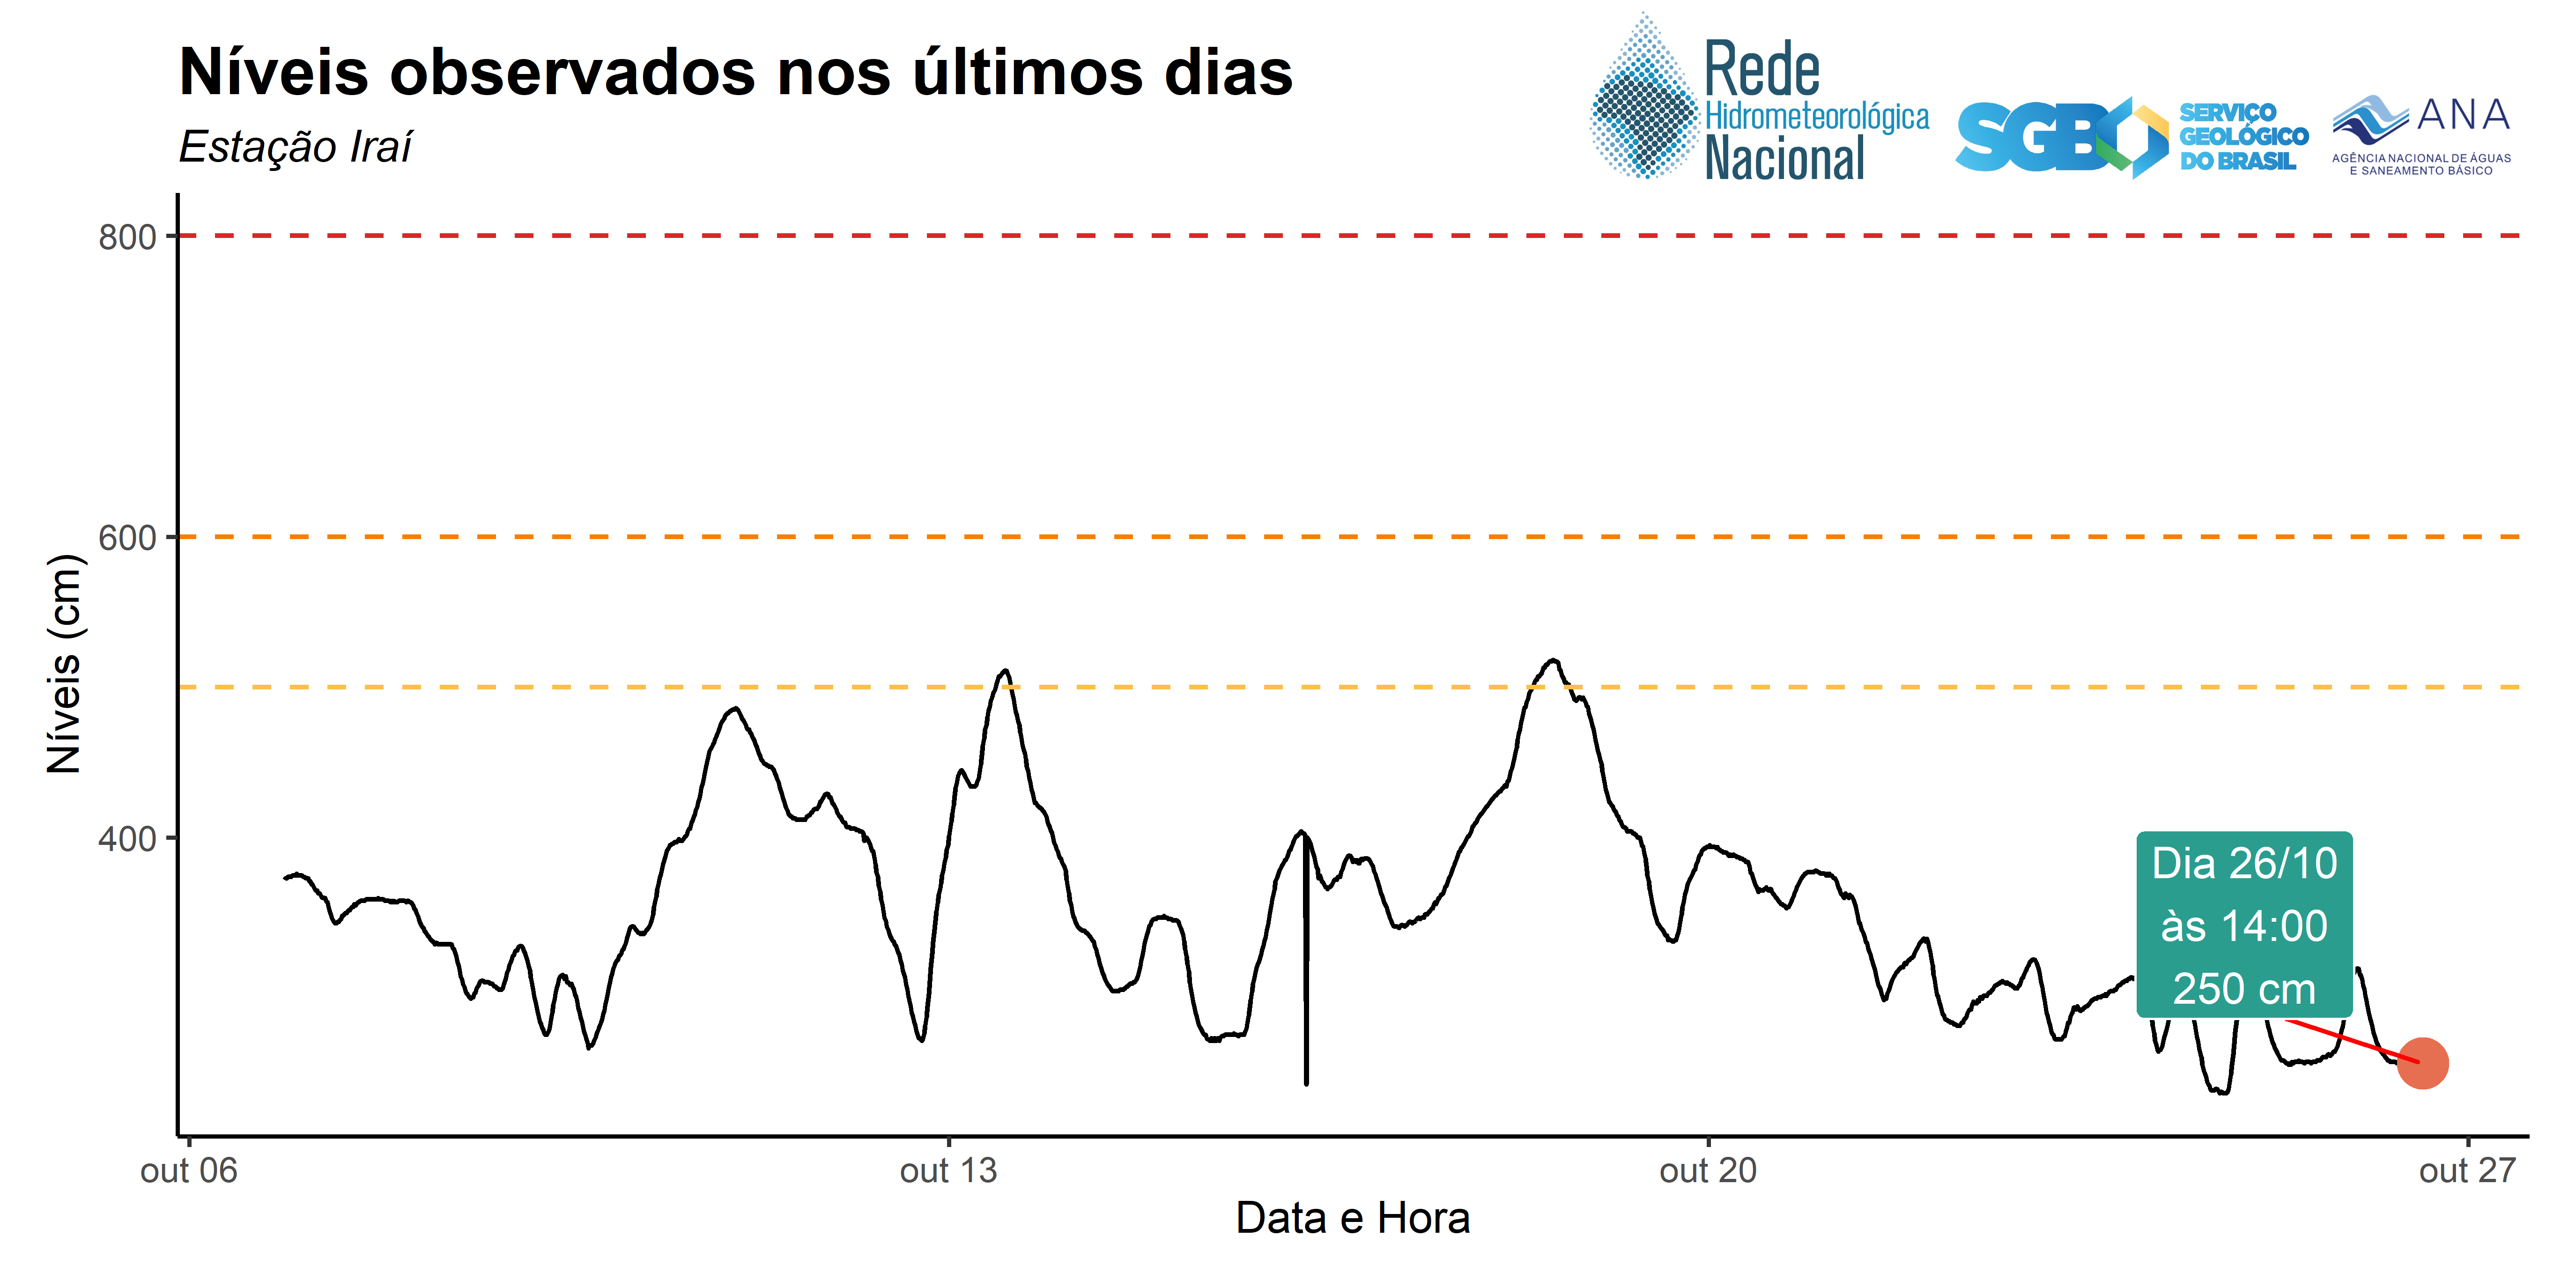 Níveis observados nos últimos dias
Estação Iraí
Rede
Hidrometeorológica
Nacional
SGB
SERVIÇO
GEOLÓGICO
DO BRASIL
ANA
AGÊNCIA NACIONAL DE ÁGUAS
E SANEAMENTO BÁSICO
Níveis (cm)
800
600
400
Dia 26/10
às 14:00
250 cm
out 06
out 13
out 20
out 27
Data e Hora